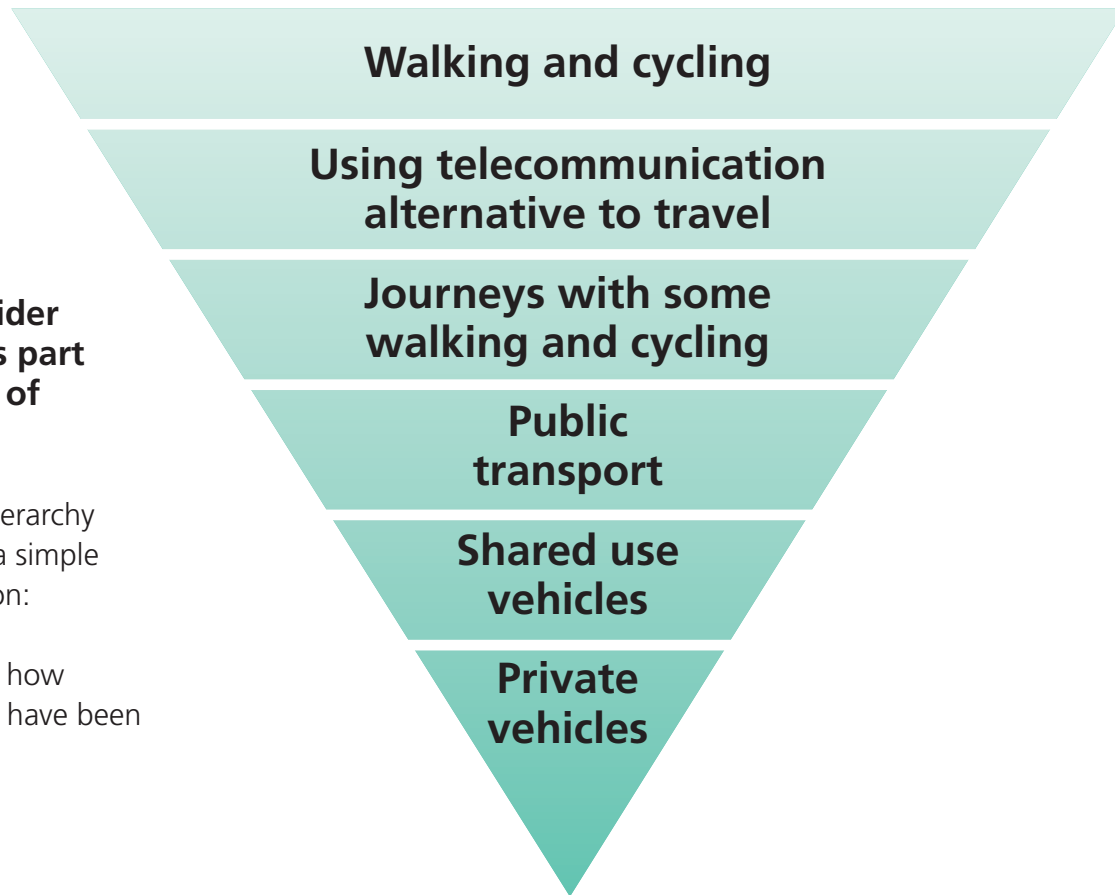 ider
s part
of
erarchy
a simple
on:
how
have been
Walking and cycling
Using telecommunication
alternative to travel
Journeys with some
walking and cycling
Public
transport
Shared use
vehicles
Private
vehicles